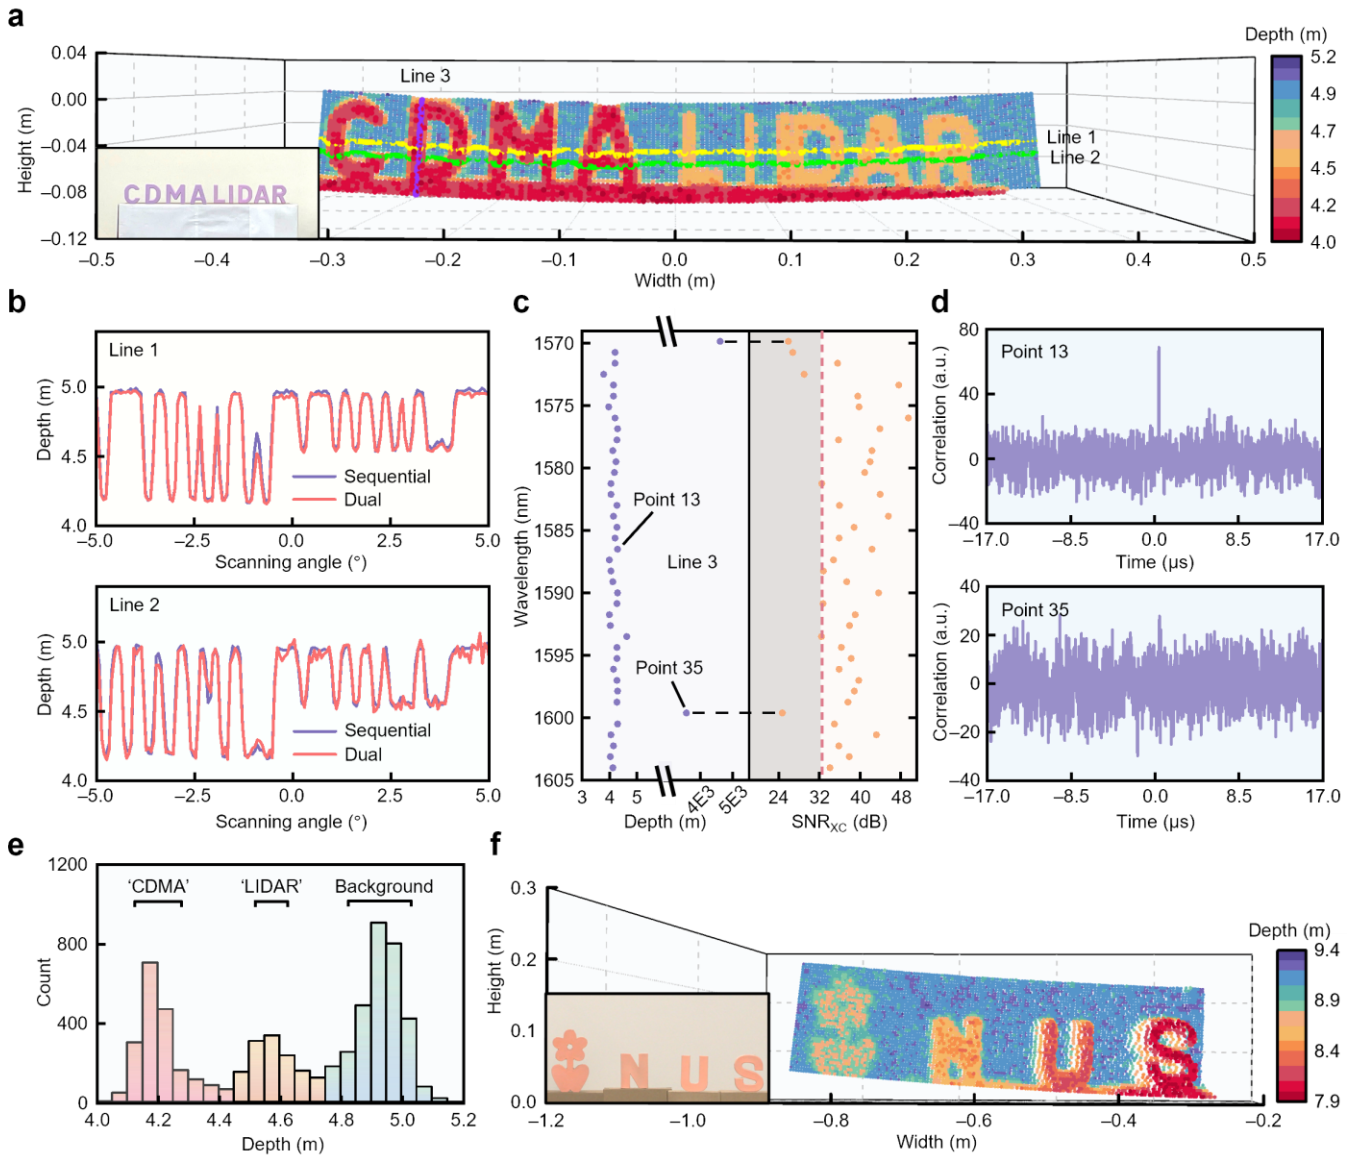 a
Depth (m)
0.04
0.00
−0.04
−0.08
−0.12
Height (m)
Line 3
Line 1
Line 2
CDMA LIDAR
CDMALIDAR
5.2
4.9
4.7
4.5
4.2
4.0
−0.5 −0.4 −0.3 −0.2 −0.1 0.0 0.1 0.2 0.3 0.4 0.5
Width (m)
b
Line 1
5.0
4.5
4.0
Depth (m)
Sequential
Dual
−5.0 −2.5 0.0 2.5 5.0
Scanning angle (°)
Line 2
5.0
4.5
4.0
Depth (m)
Sequential
Dual
−5.0 −2.5 0.0 2.5 5.0
Scanning angle (°)
c
1570
1575
1580
1585
1590
1595
1600
1605
Wavelength (nm)
Point 13
Line 3
Point 35
3 4 5 4E3 5E3 24 32 40 48
Depth (m) SNRXC (dB)
d
Point 13
80
40
0
−40
Correlation (a.u.)
−17.0 −8.5 0.0 8.5 17.0
Time (µs)
Point 35
40
20
0
−20
−40
Correlation (a.u.)
−17.0 −8.5 0.0 8.5 17.0
Time (µs)
e
1200
800
400
0
Count
‘CDMA’ ‘LIDAR’ Background
4.0 4.2 4.4 4.6 4.8 5.0 5.2
Depth (m)
f
0.3
0.2
0.1
0.0
Height (m)
NUS
NUS
Depth (m)
9.4
8.9
8.4
7.9
−1.2 −1.0 −0.8 −0.6 −0.4 −0.2
Width (m)